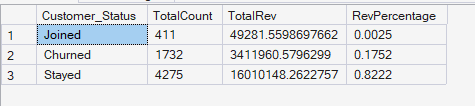 Customer_Status TotalCount TotalRev RevPercentage
1 Joined 411 49281.5598697662 0.0025
2 Churned 1732 3411960.5796299 0.1752
3 Stayed 4275 16010148.2622757 0.8222